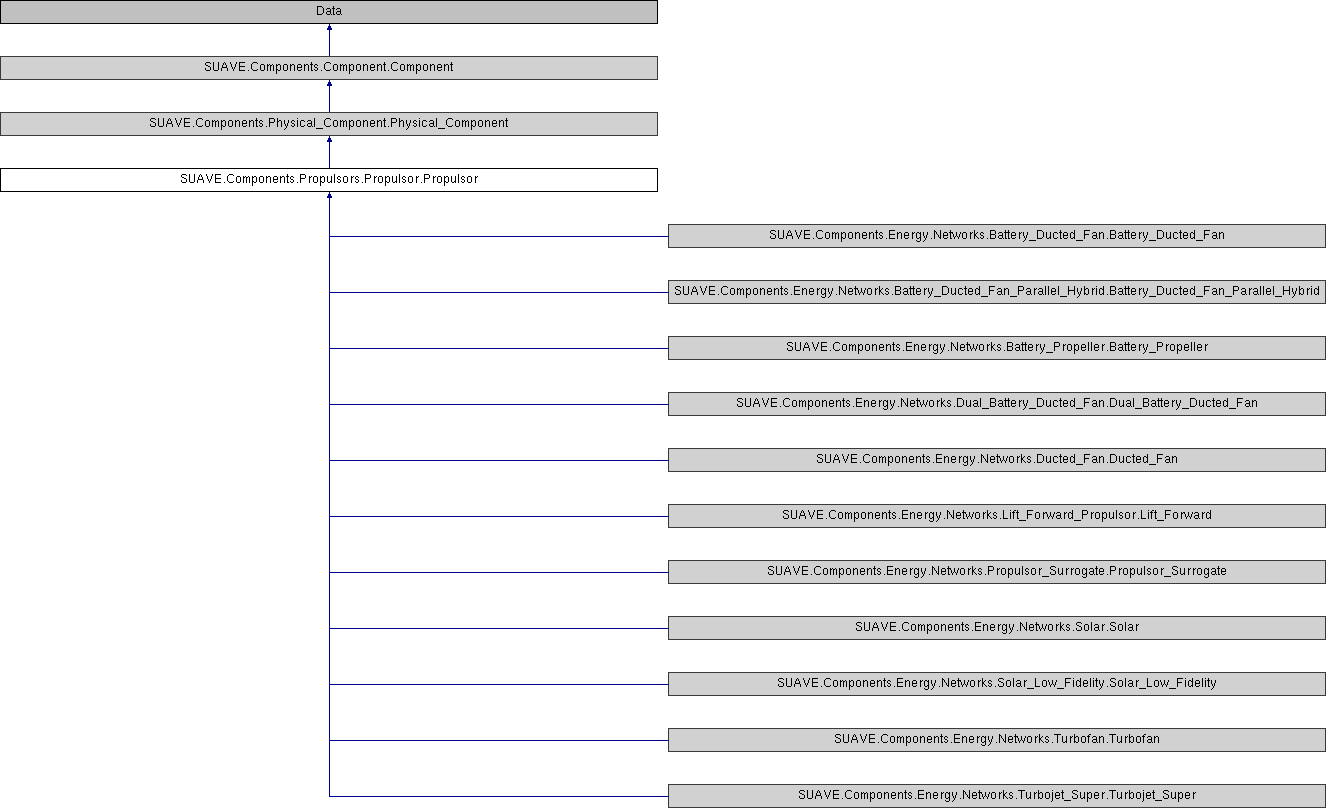 Data
SUAVE.Components.Component.Component
SUAVE.Components.Physical_Component.Physical_Component
SUAVE.Components.Propulsors.Propulsor.Propulsor
SUAVE.Components.Energy.Networks.Battery_Ducted_Fan.Battery_Ducted_Fan
SUAVE.Components.Energy.Networks.Battery_Ducted_Fan_Parallel_Hybrid.Battery_Ducted_Fan_Parallel_Hybrid
SUAVE.Components.Energy.Networks.Battery_Propeller.Battery_Propeller
SUAVE.Components.Energy.Networks.Dual_Battery_Ducted_Fan.Dual_Battery_Ducted_Fan
SUAVE.Components.Energy.Networks.Ducted_Fan.Ducted_Fan
SUAVE.Components.Energy.Networks.Lift_Forward_Propulsor.Lift_Forward
SUAVE.Components.Energy.Networks.Propulsor_Surrogate.Propulsor_Surrogate
SUAVE.Components.Energy.Networks.Solar.Solar
SUAVE.Components.Energy.Networks.Solar_Low_Fidelity.Solar_Low_Fidelity
SUAVE.Components.Energy.Networks.Turbofan.Turbofan
SUAVE.Components.Energy.Networks.Turbojet_Super.Turbojet_Super